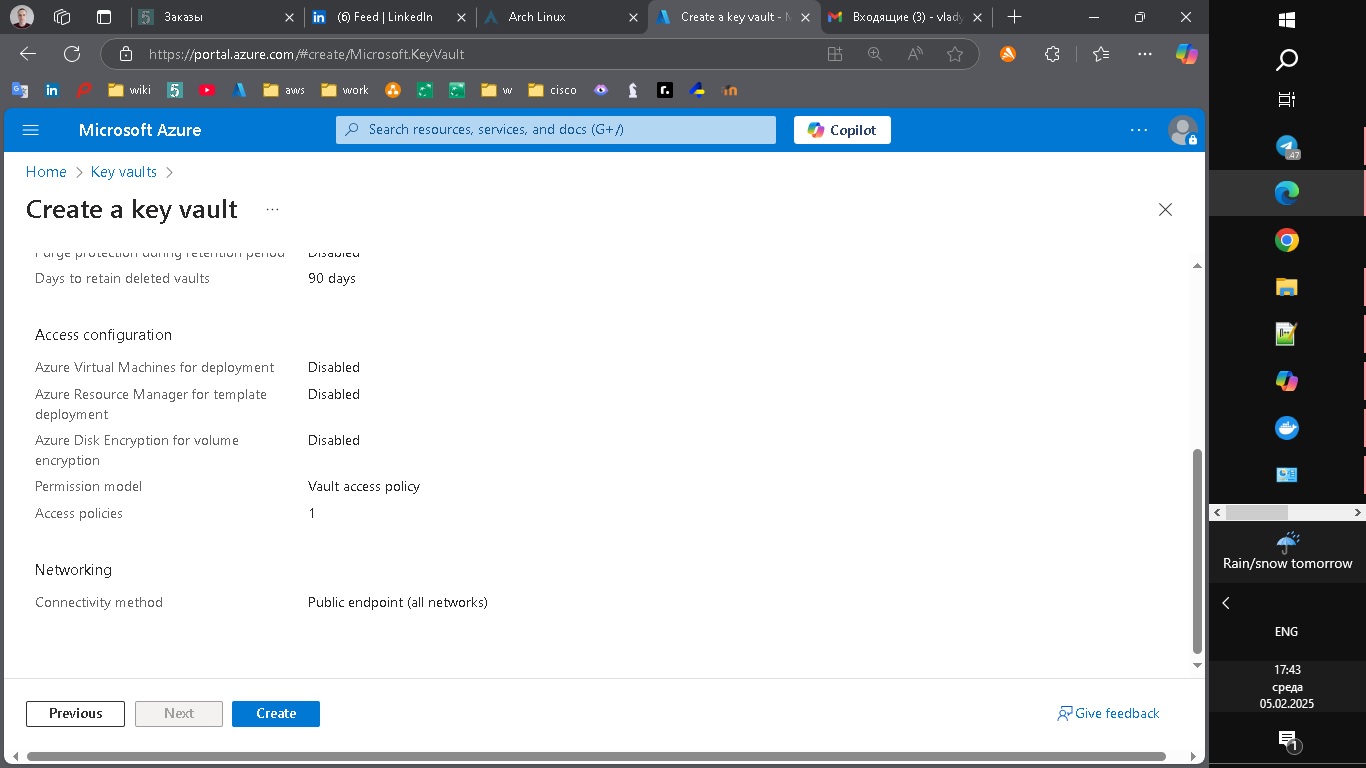 Заказы
(6) Feed | LinkedIn
Arch Linux
Create a key vault - M
Входящие (3) - vlady
https://portal.azure.com/#create/Microsoft.KeyVault
wiki
aws
work
w
cisco
Microsoft Azure
Search resources, services, and docs (G+/)
Copilot
Home
Key vaults
Create a key vault
Purge protection during retention period Disabled
Days to retain deleted vaults 90 days
Access configuration
Azure Virtual Machines for deployment Disabled
Azure Resource Manager for template Disabled
deployment
Azure Disk Encryption for volume Disabled
encryption
Permission model Vault access policy
Access policies 1
Networking
Connectivity method Public endpoint (all networks)
Previous
Next
Create
Give feedback
47
Rain/snow tomorrow
ENG
17:43
среда
05.02.2025
1